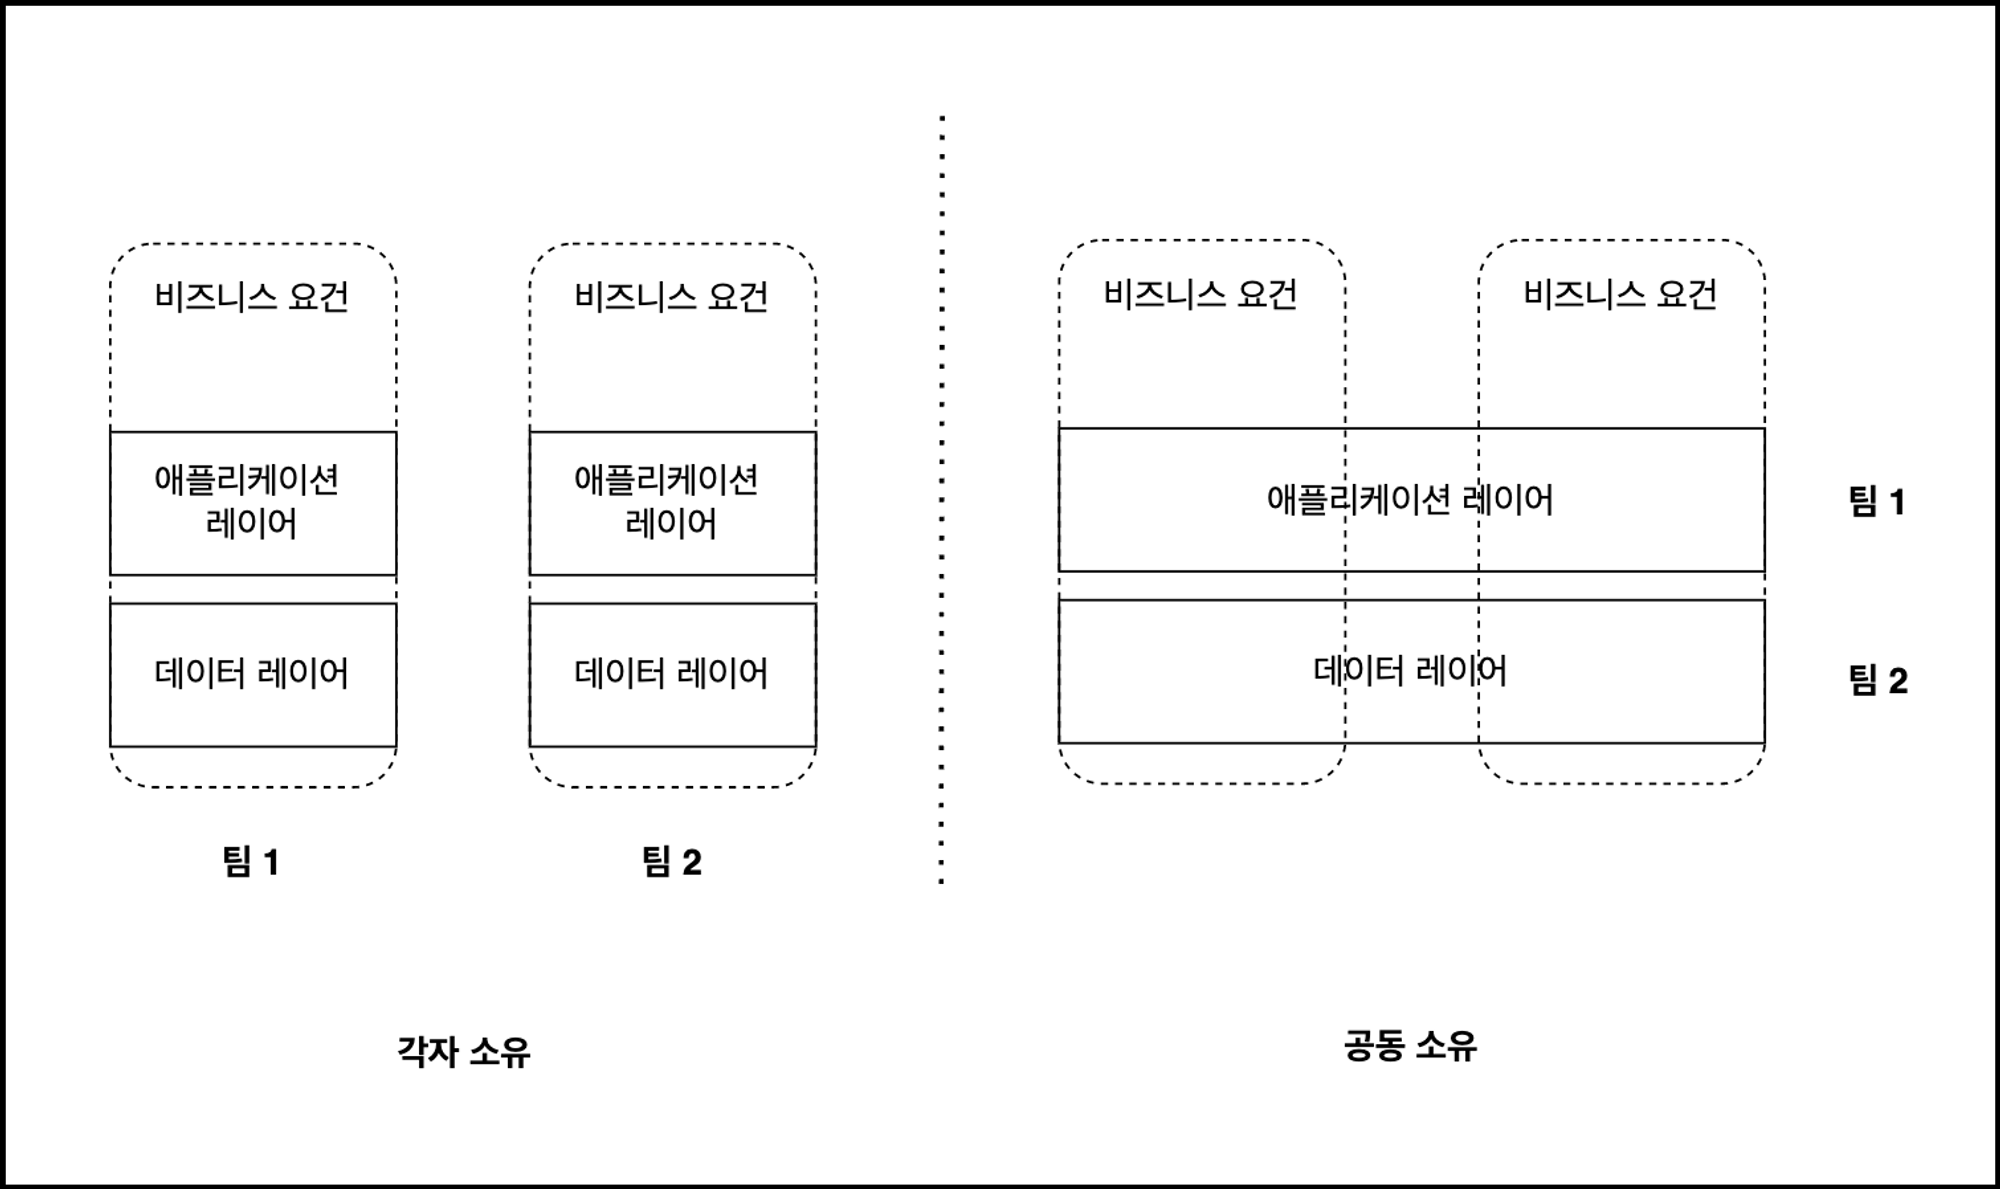 비즈니스 요건
애플리케이션
레이어
데이터 레이어
팀 1
비즈니스 요건
애플리케이션
레이어
데이터 레이어
팀 2
각자 소유
비즈니스 요건
비즈니스 요건
애플리케이션 레이어
팀 1
데이터 레이어
팀 2
공동 소유